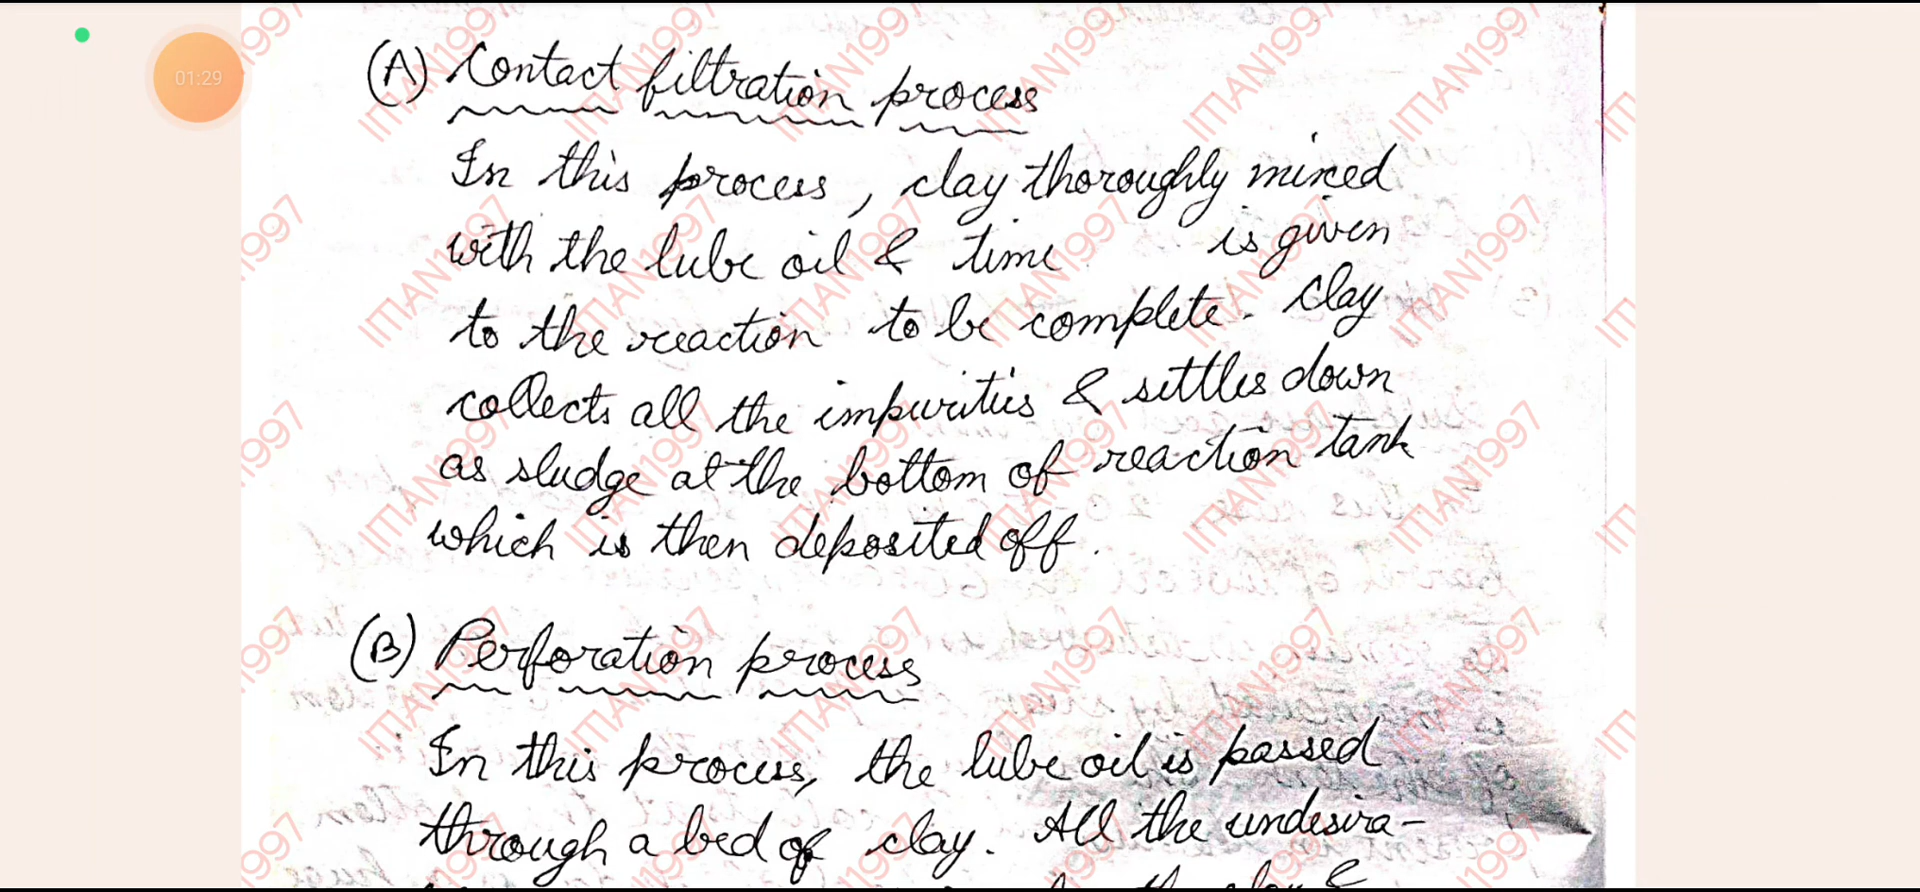 01:29
(A) Contact filtration process
In this process, clay thoroughly mixed
with the lube oil & time is given
to the reaction to be complete. Clay
collects all the impurities & settles down
as sludge at the bottom of reaction tank
which is then deposited off.
(B) Perforation process
In this process, the lube oil is passed
through a bed of clay. All the undesira-
IMAN1997